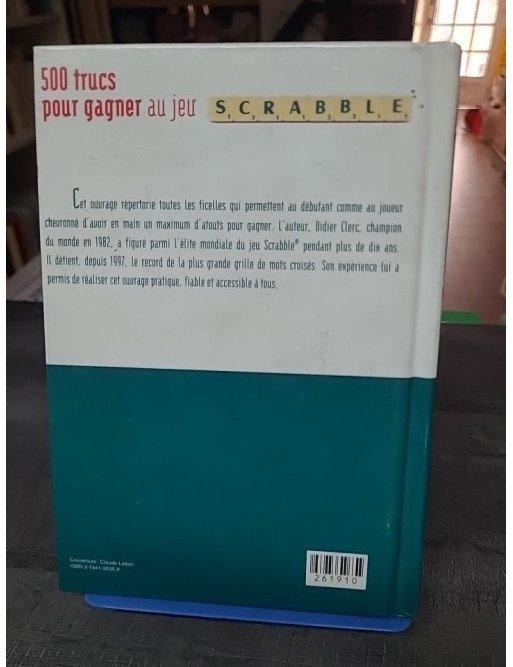 500 trucs
pour gagner au jeu SCRABBLE
Cet ouvrage répertorie toutes les ficelles qui permettent au débutant comme au joueur
chevronné d'avoir en main un maximum d'atouts pour gagner. L'auteur, Didier Clerc, champion
du monde en 1982, a figuré parmi l'élite mondiale du jeu Scrabble® pendant plus de dix ans.
Il détient, depuis 1997, le record de la plus grande grille de mots croisés. Son expérience lui a
permis de réaliser cet ouvrage pratique, fiable et accessible à tous.
Couverture : Claude Lieber
261910